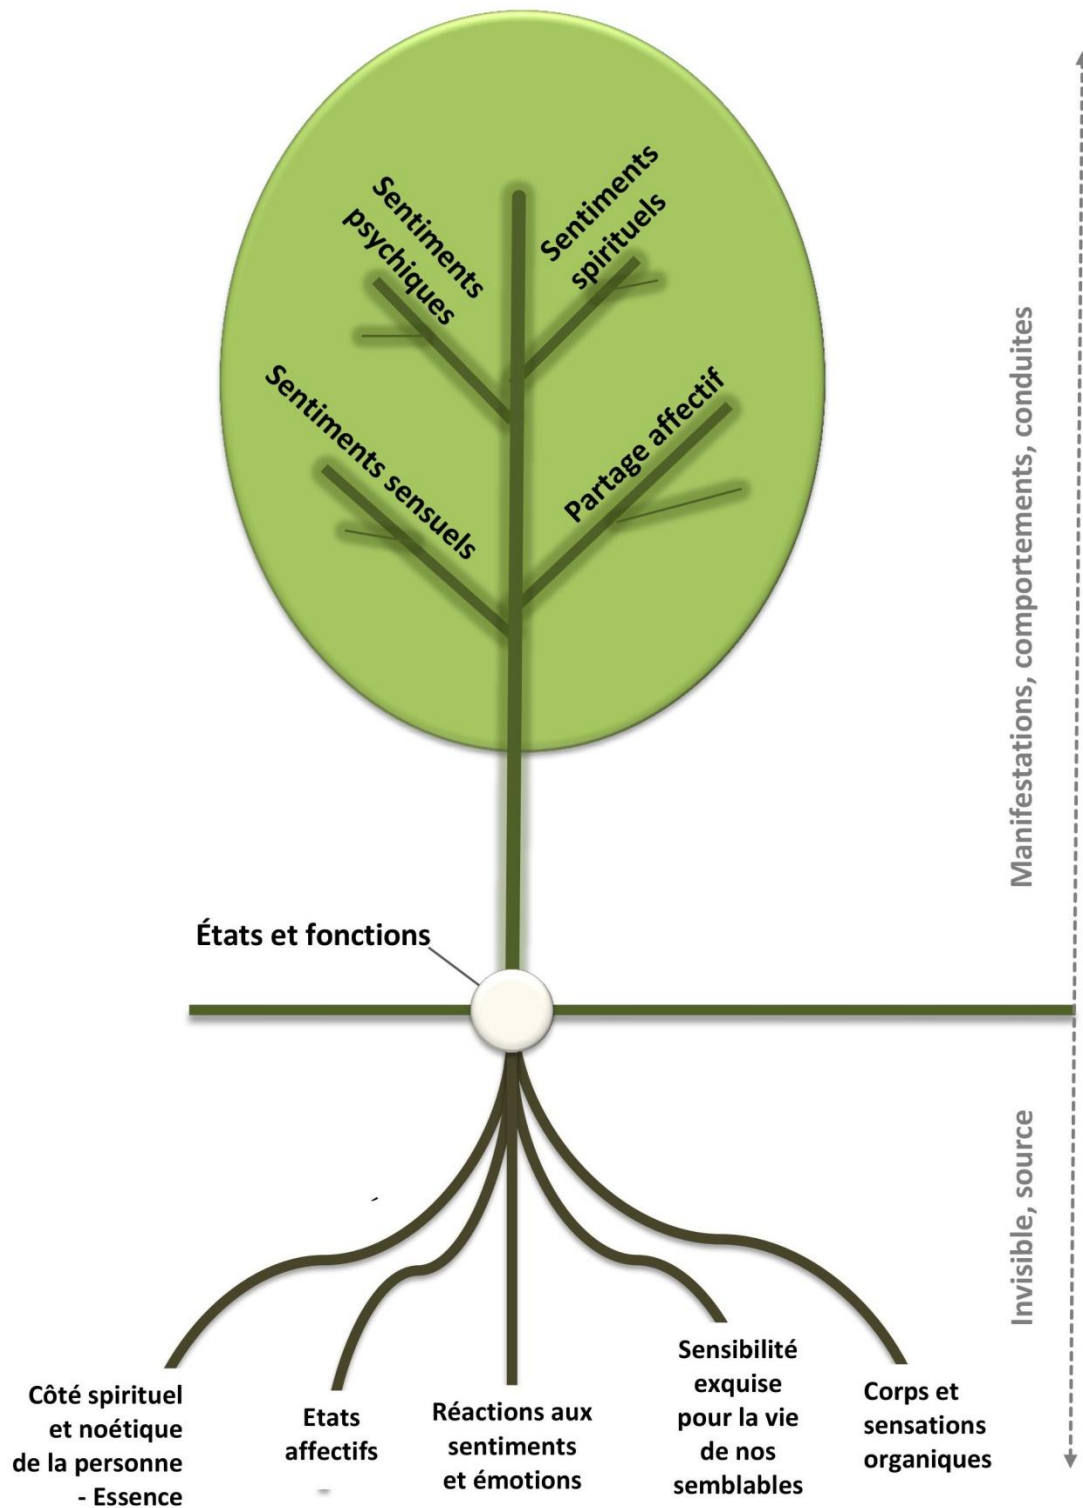 Sentiments
psychiques
Sentiments
spirituels
Sentiments sensuels
Partage affectif
Manifestations, comportements, conduites
États et fonctions
Invisible, source
Côté spirituel
et noétique
de la personne
- Essence
Etats
affectifs
Réactions aux
sentiments
et émotions
Sensibilité
exquise
pour la vie
de nos
semblables
Corps et
sensations
organiques